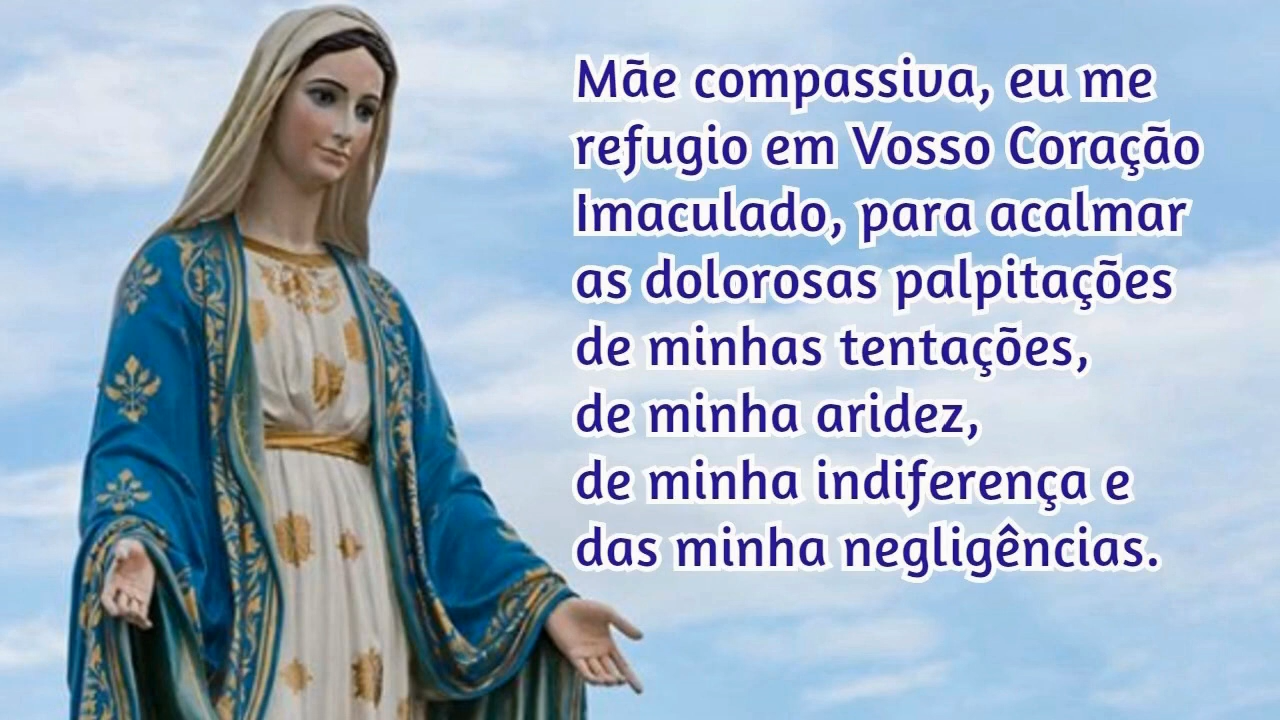 Mãe compassiva, eu me
refugio em Vosso Coração
Imaculado, para acalmar
as dolorosas palpitações
de minhas tentações,
de minha aridez,
de minha indiferença e
das minha negligências.